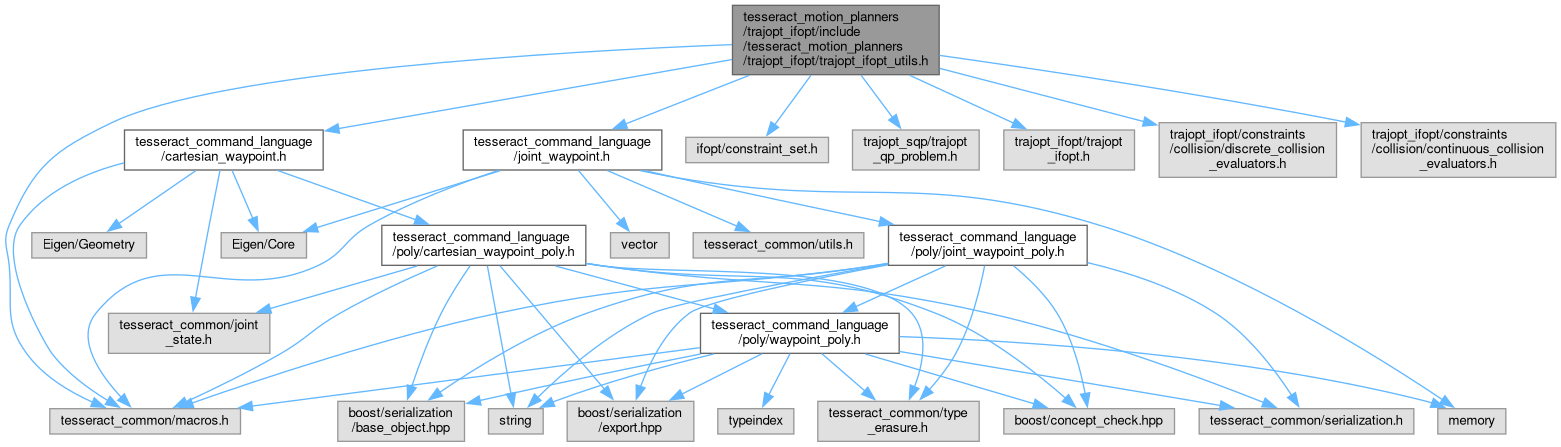 tesseract_motion_planners
/trajopt_ifopt/include
/tesseract_motion_planners
/trajopt_ifopt/trajopt_ifopt_utils.h
tesseract_command_language
/cartesian_waypoint.h
tesseract_command_language
/joint_waypoint.h
ifopt/constraint_set.h
trajopt_sqp/trajopt
_qp_problem.h
trajopt_ifopt/trajopt
_ifopt.h
trajopt_ifopt/constraints
/collision/discrete_collision
_evaluators.h
trajopt_ifopt/constraints
/collision/continuous_collision
_evaluators.h
Eigen/Geometry
Eigen/Core
tesseract_command_language
/poly/cartesian_waypoint_poly.h
vector
tesseract_common/utils.h
tesseract_command_language
/poly/joint_waypoint_poly.h
tesseract_common/joint
_state.h
tesseract_command_language
/poly/waypoint_poly.h
tesseract_common/macros.h
boost/serialization
/base_object.hpp
string
boost/serialization
/export.hpp
typeindex
tesseract_common/type
_erasure.h
boost/concept_check.hpp
tesseract_common/serialization.h
memory